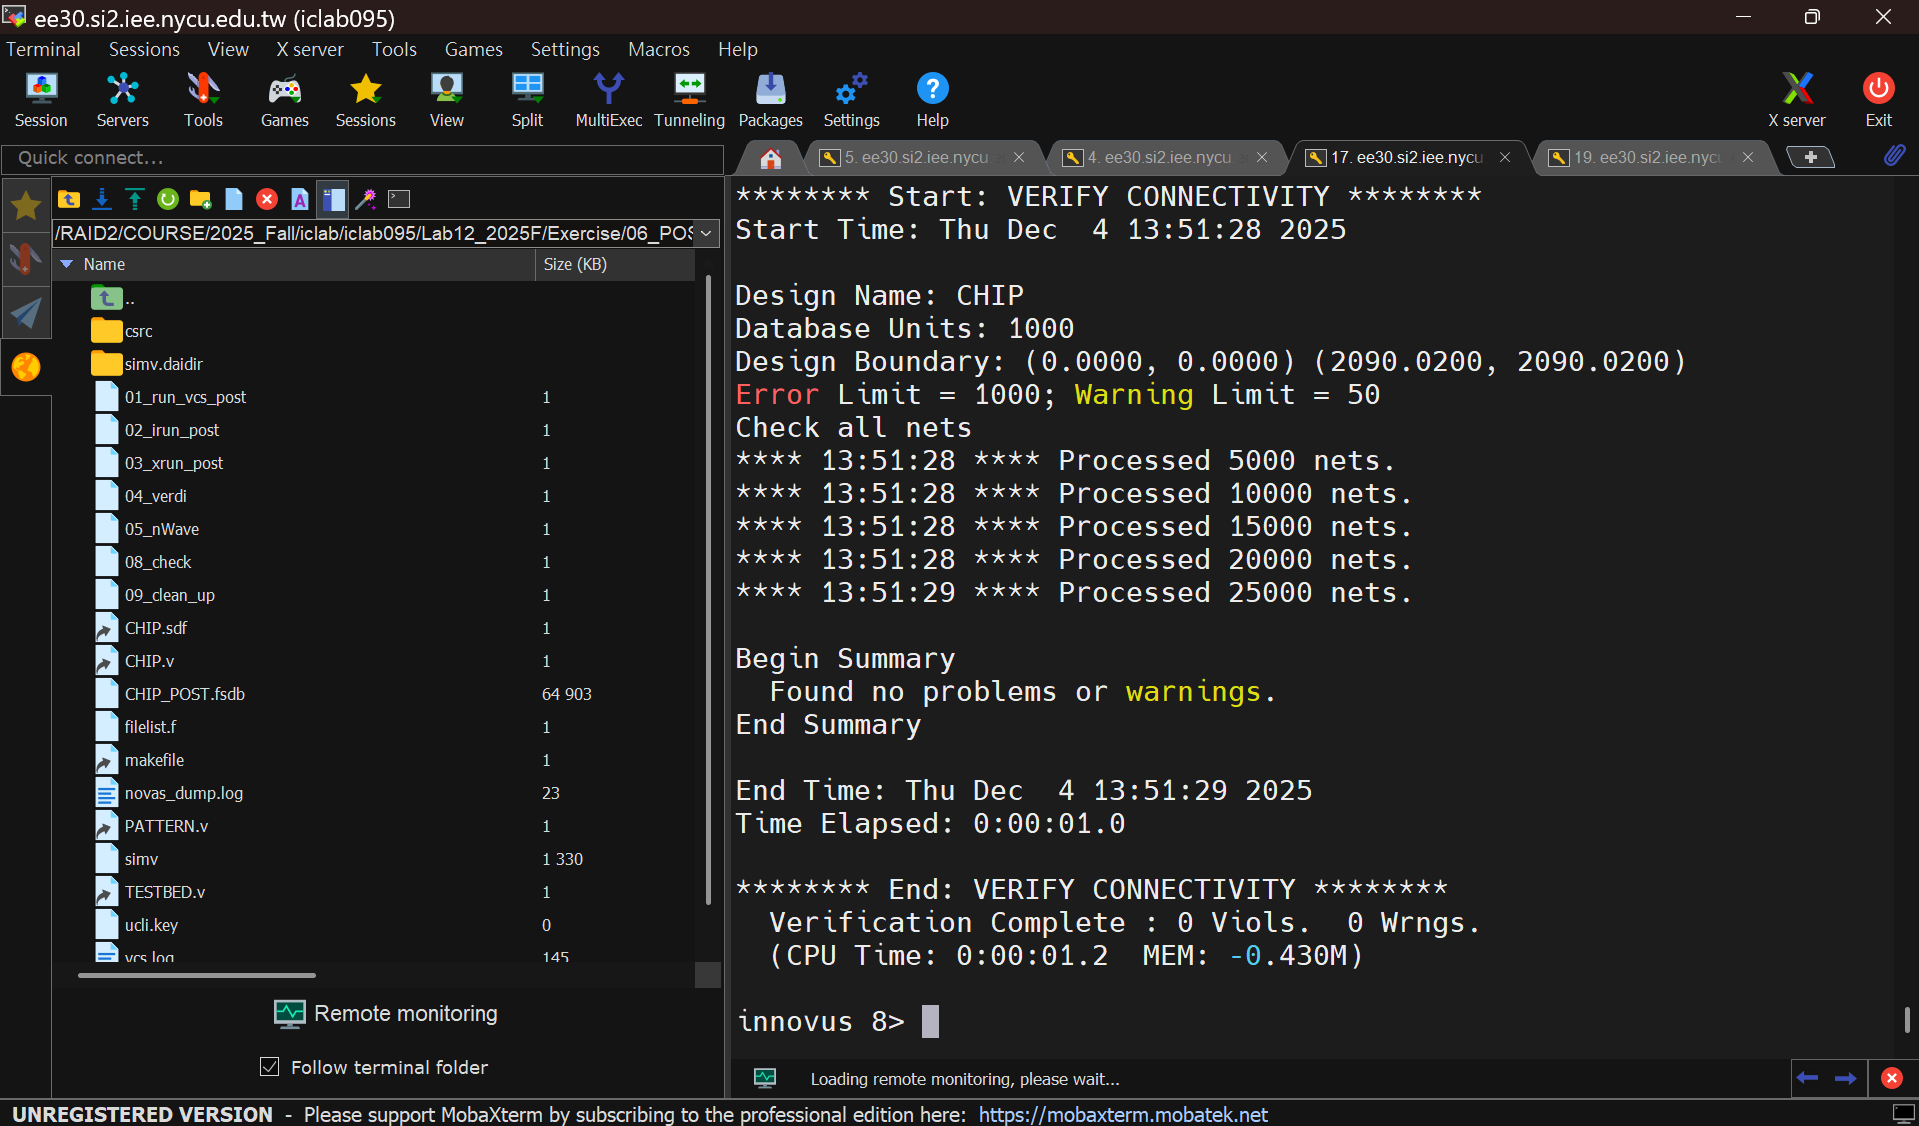 ee30.si2.iee.nycu.edu.tw (iclab095)
Terminal Sessions View X server Tools Games Settings Macros Help
Session Servers Tools Games Sessions View Split MultiExec Tunneling Packages Settings Help X server Exit
Quick connect...
5. ee30.si2.iee.nycu
4. ee30.si2.iee.nycu
17. ee30.si2.iee.nycu
19. ee30.si2.iee.nyc
/RAID2/COURSE/2025_Fall/iclab/iclab095/Lab12_2025F/Exercise/06_POS
Name Size (KB)
..
csrc
simv.daidir
01_run_vcs_post 1
02_irun_post 1
03_xrun_post 1
04_verdi 1
05_nWave 1
08_check 1
09_clean_up 1
CHIP.sdf 1
CHIP.v 1
CHIP_POST.fsdb 64 903
filelist.f 1
makefile 1
novas_dump.log 23
PATTERN.v 1
simv 1 330
TESTBED.v 1
ucli.key 0
vcs.log 145
Remote monitoring
Follow terminal folder
******** Start: VERIFY CONNECTIVITY ********
Start Time: Thu Dec  4 13:51:28 2025
Design Name: CHIP
Database Units: 1000
Design Boundary: (0.0000, 0.0000) (2090.0200, 2090.0200)
Error Limit = 1000; Warning Limit = 50
Check all nets
**** 13:51:28 **** Processed 5000 nets.
**** 13:51:28 **** Processed 10000 nets.
**** 13:51:28 **** Processed 15000 nets.
**** 13:51:28 **** Processed 20000 nets.
**** 13:51:29 **** Processed 25000 nets.
Begin Summary
  Found no problems or warnings.
End Summary
End Time: Thu Dec  4 13:51:29 2025
Time Elapsed: 0:00:01.0
******** End: VERIFY CONNECTIVITY ********
  Verification Complete : 0 Viols.  0 Wrngs.
  (CPU Time: 0:00:01.2  MEM: -0.430M)
innovus 8>
Loading remote monitoring, please wait...
UNREGISTERED VERSION - Please support MobaXterm by subscribing to the professional edition here: https://mobaxterm.mobatek.net